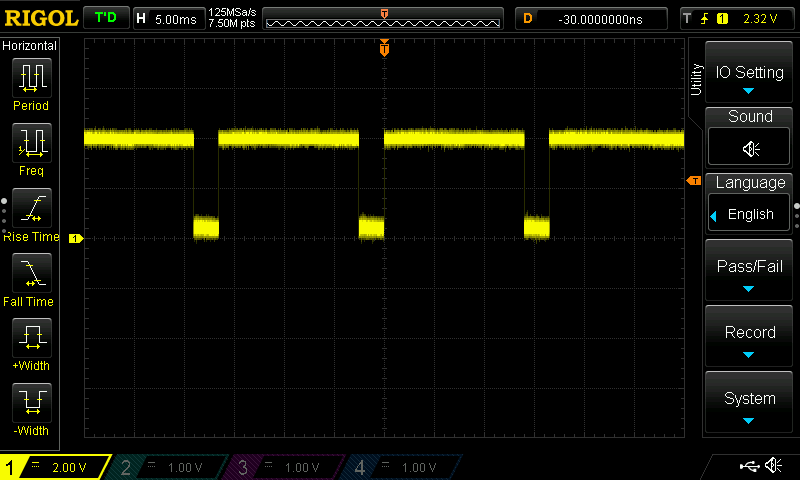 RIGOL T'D H 5.00ms 125MSa/s D -30.0000000ns T 1 2.32 V
7.50M pts
T
Horizontal
T
Period
Freq
Rise Time
Fall Time
+Width
-Width
1
T
Utility
IO Setting
Sound
Language
English
Pass/Fail
Record
System
1 2.00 V 2 1.00 V 3 1.00 V 4 1.00 V